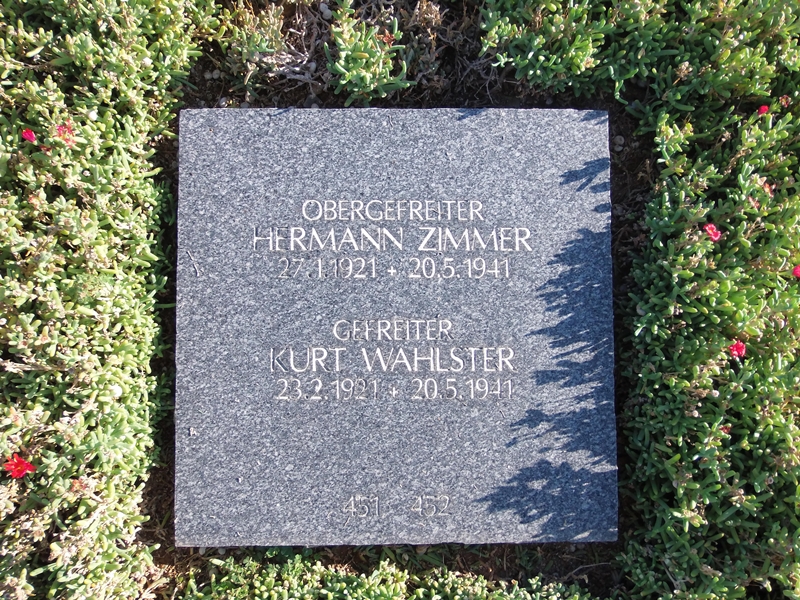 OBERGEFREITER
HERMANN ZIMMER
27.1.1921 + 20.5.1941
GEFREITER
KURT WAHLSTER
23.2.1921 + 20.5.1941
451 452